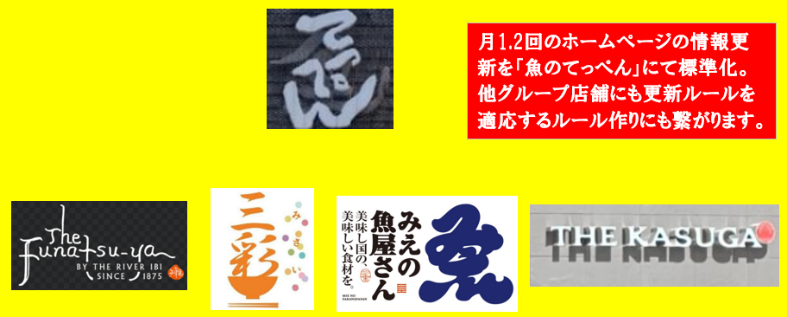 てっぺん
月1.2回のホームページの情報更
新を「魚のてっぺん」にて標準化。
他グループ店舗にも更新ルールを
適応するルール作りにも繋がります。
The
Funatsu-ya
BY THE RIVER IBI
SINCE 1875
三彩
みさい
魚
みえの
魚屋さん
美味し国の、
美味しい食材を。
THE KASUGA